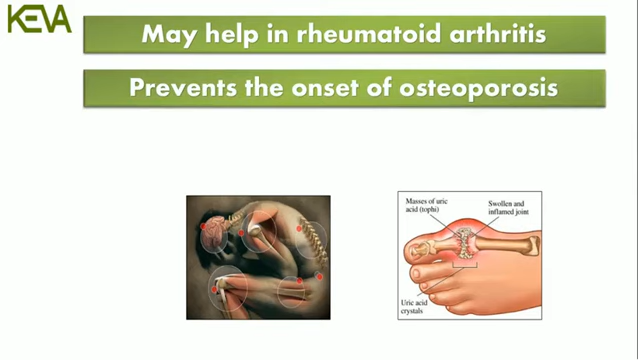 KEVA
May help in rheumatoid arthritis
Prevents the onset of osteoporosis
Masses of uric
acid (tophi)
Swollen and
inflamed joint
Uric acid
crystals